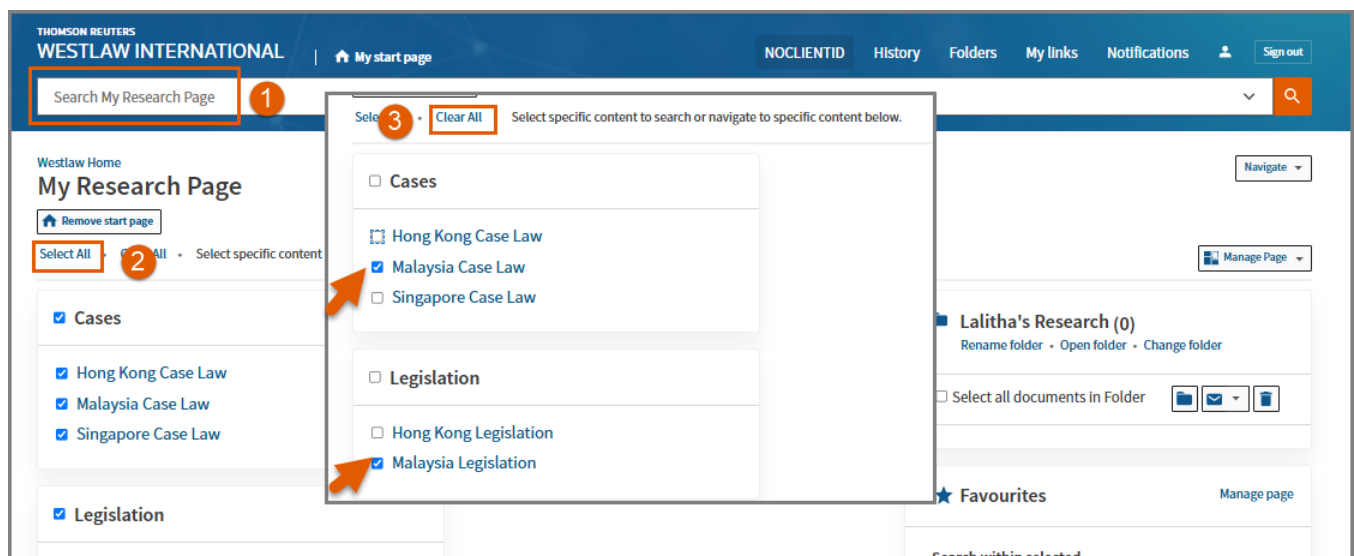 THOMSON REUTERS
WESTLAW INTERNATIONAL | My start page NOCLIENTID History Folders My links Notifications Sign out
Search My Research Page 1
3 • Clear All Select specific content to search or navigate to specific content below.
Westlaw Home
My Research Page
Navigate
Remove start page
Select All • 2 All • Select specific content
Manage Page
Cases
Hong Kong Case Law
Malaysia Case Law
Singapore Case Law
Legislation
Cases
Hong Kong Case Law
Malaysia Case Law
Singapore Case Law
Legislation
Hong Kong Legislation
Malaysia Legislation
Lalitha's Research (0)
Rename folder • Open folder • Change folder
Select all documents in Folder
Favourites Manage page